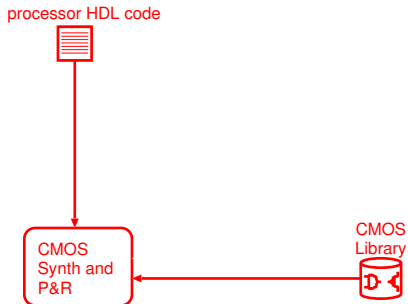 processor HDL code
CMOS
Library
CMOS
Synth and
P&R